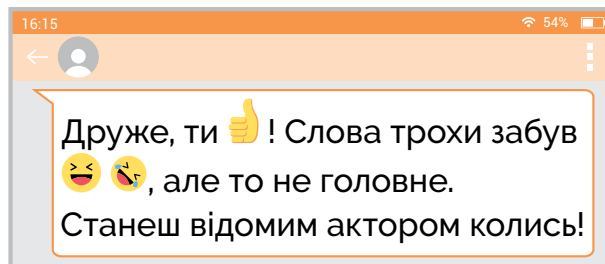 16:15
54%
Друже, ти 👍! Слова трохи забув
😆 🤣, але то не головне.
Станеш відомим актором колись!